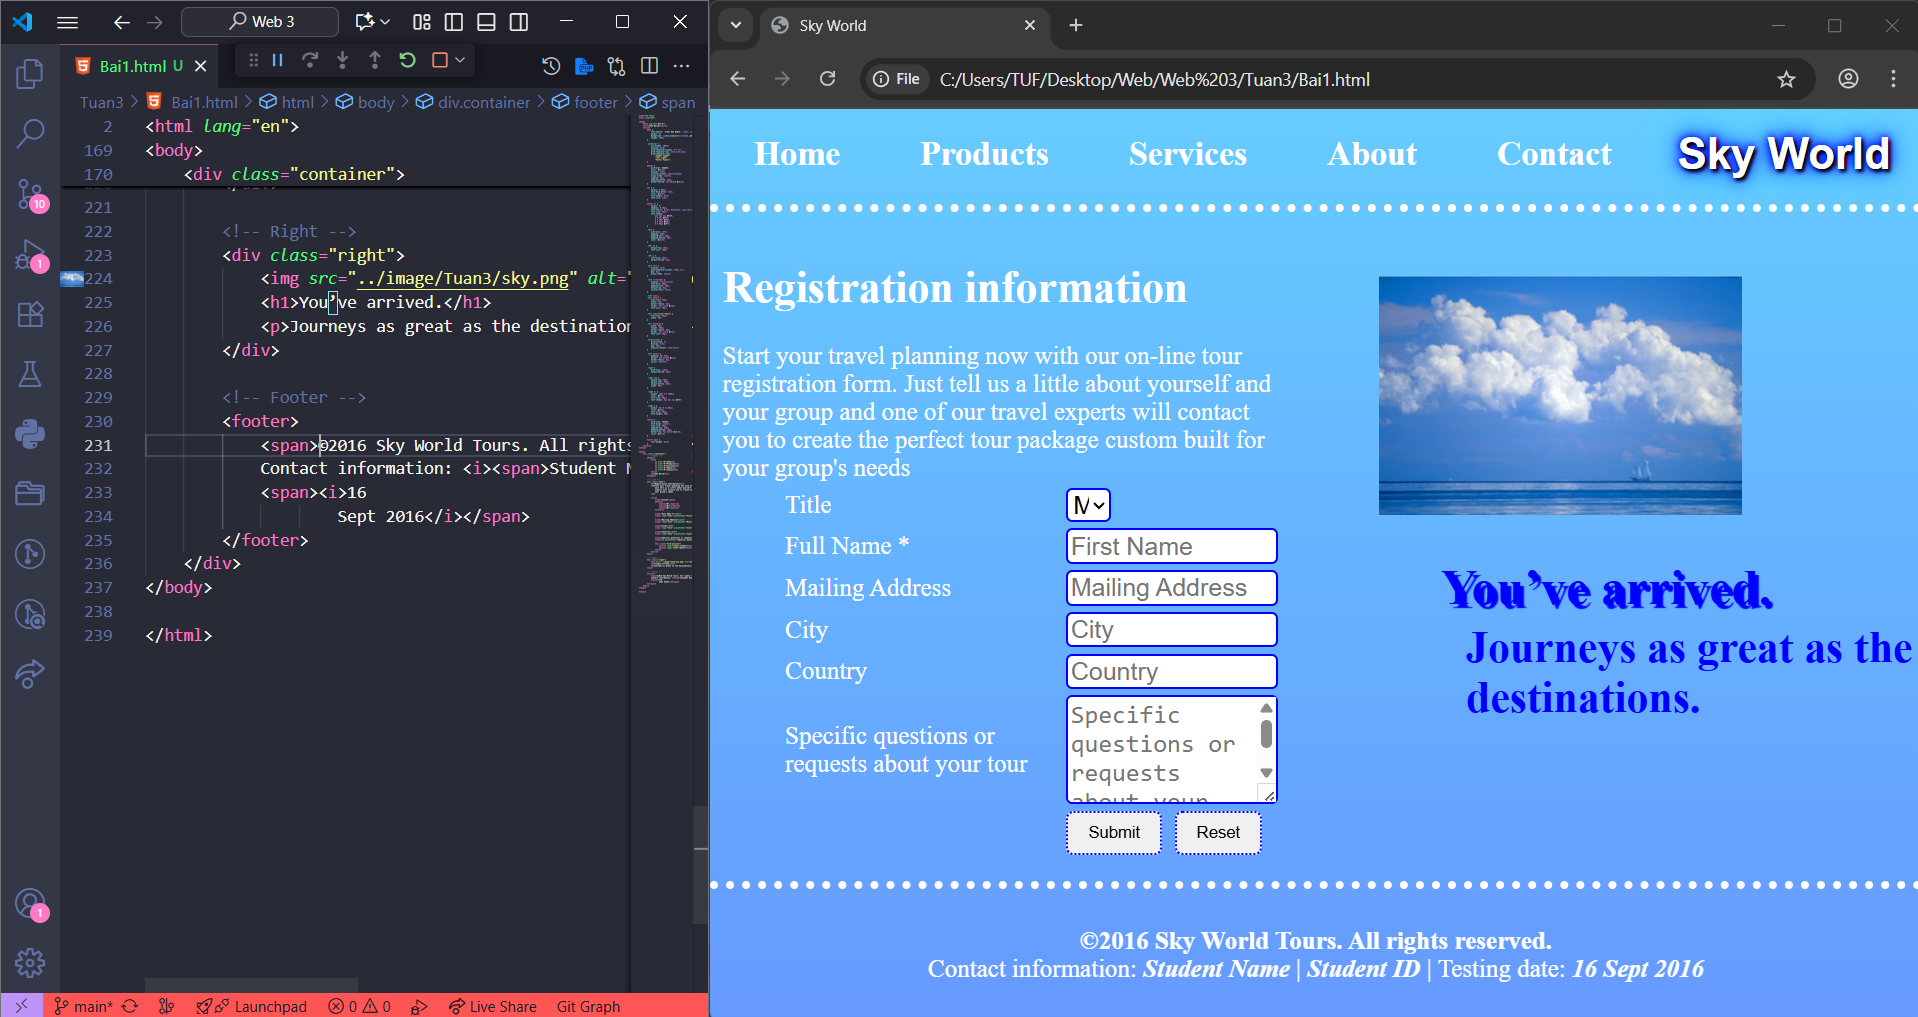 Web 3
Bai1.html U
Tuan3 > Bai1.html > html > body > div.container > footer > span
2 <html lang="en">
169 <body>
170 <div class="container">
221
222 <!-- Right -->
223 <div class="right">
224 <img src="../image/Tuan3/sky.png" alt="
225 <h1>You’ve arrived.</h1>
226 <p>Journeys as great as the destination
227 </div>
228
229 <!-- Footer -->
230 <footer>
231 <span>©2016 Sky World Tours. All rights
232 Contact information: <i><span>Student N
233 <span><i>16
234 Sept 2016</i></span>
235 </footer>
236 </div>
237 </body>
238
239 </html>
10
1
1
main* Launchpad 0 0 Live Share Git Graph
Sky World
File C:/Users/TUF/Desktop/Web/Web%203/Tuan3/Bai1.html
Home Products Services About Contact Sky World
Registration information
Start your travel planning now with our on-line tour
registration form. Just tell us a little about yourself and
your group and one of our travel experts will contact
you to create the perfect tour package custom built for
your group's needs
Title
Full Name * First Name
Mailing Address Mailing Address
City City
Country Country
Specific questions or
requests about your tour
Specific
questions or
requests
about your
Submit Reset
You’ve arrived.
Journeys as great as the
destinations.
©2016 Sky World Tours. All rights reserved.
Contact information: Student Name | Student ID | Testing date: 16 Sept 2016